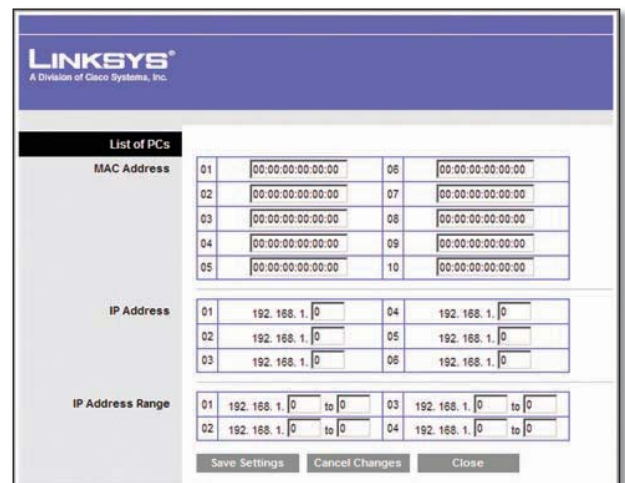 LINKSYS®
A Division of Cisco Systems, Inc.
List of PCs
MAC Address
01 00:00:00:00:00:00 06 00:00:00:00:00:00
02 00:00:00:00:00:00 07 00:00:00:00:00:00
03 00:00:00:00:00:00 08 00:00:00:00:00:00
04 00:00:00:00:00:00 09 00:00:00:00:00:00
05 00:00:00:00:00:00 10 00:00:00:00:00:00
IP Address
01 192. 168. 1. 0 04 192. 168. 1. 0
02 192. 168. 1. 0 05 192. 168. 1. 0
03 192. 168. 1. 0 06 192. 168. 1. 0
IP Address Range
01 192. 168. 1. 0 to 0 03 192. 168. 1. 0 to 0
02 192. 168. 1. 0 to 0 04 192. 168. 1. 0 to 0
Save Settings Cancel Changes Close